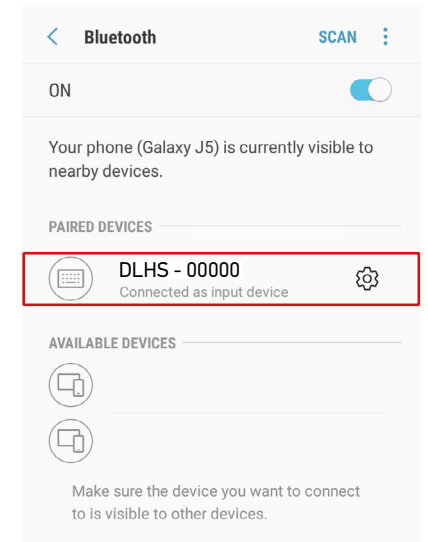 Bluetooth SCAN
ON
Your phone (Galaxy J5) is currently visible to
nearby devices.
PAIRED DEVICES
DLHS - 00000
Connected as input device
AVAILABLE DEVICES
Make sure the device you want to connect
to is visible to other devices.